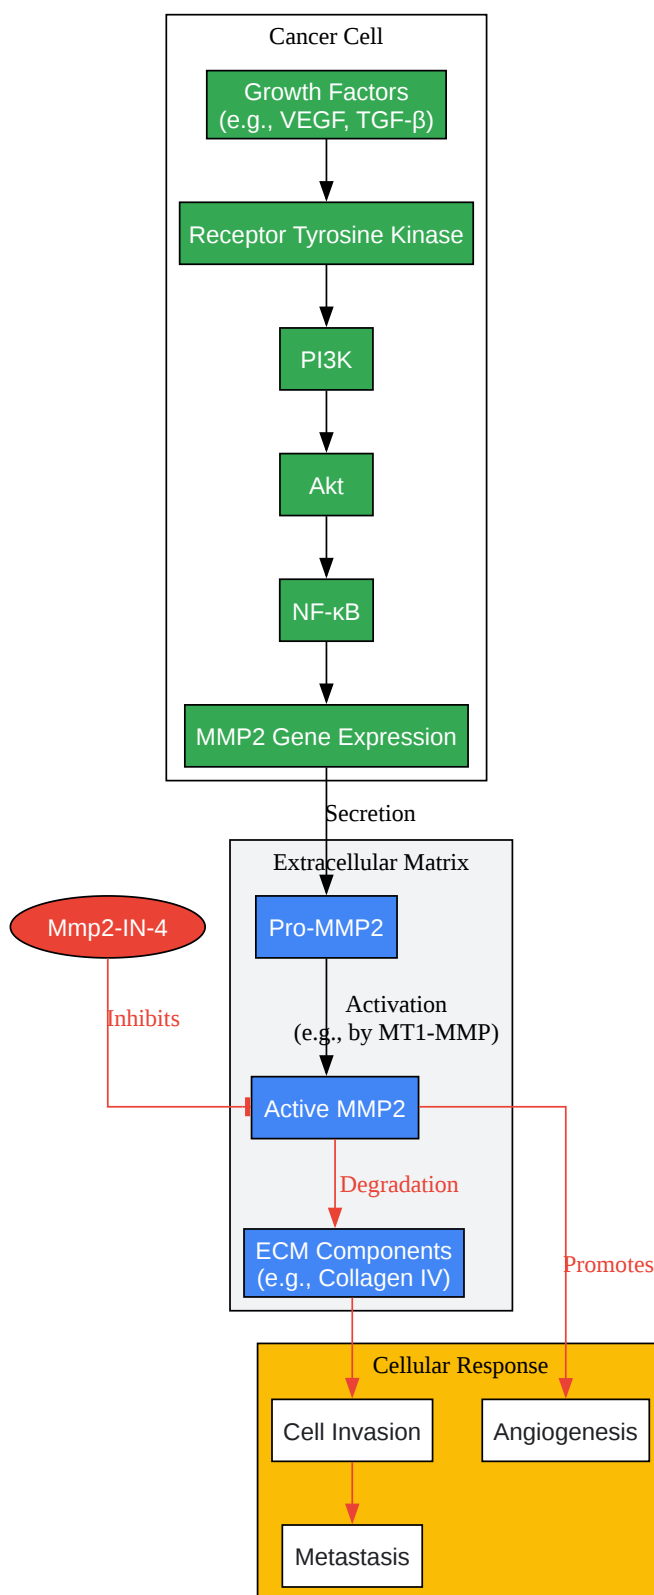 Cancer Cell
Growth Factors
(e.g., VEGF, TGF-β)
Receptor Tyrosine Kinase
PI3K
Akt
NF-κB
MMP2 Gene Expression
Secretion
Extracellular Matrix
Mmp2-IN-4
Pro-MMP2
Inhibits
Activation
(e.g., by MT1-MMP)
Active MMP2
Degradation
ECM Components
(e.g., Collagen IV)
Promotes
Cellular Response
Cell Invasion
Angiogenesis
Metastasis